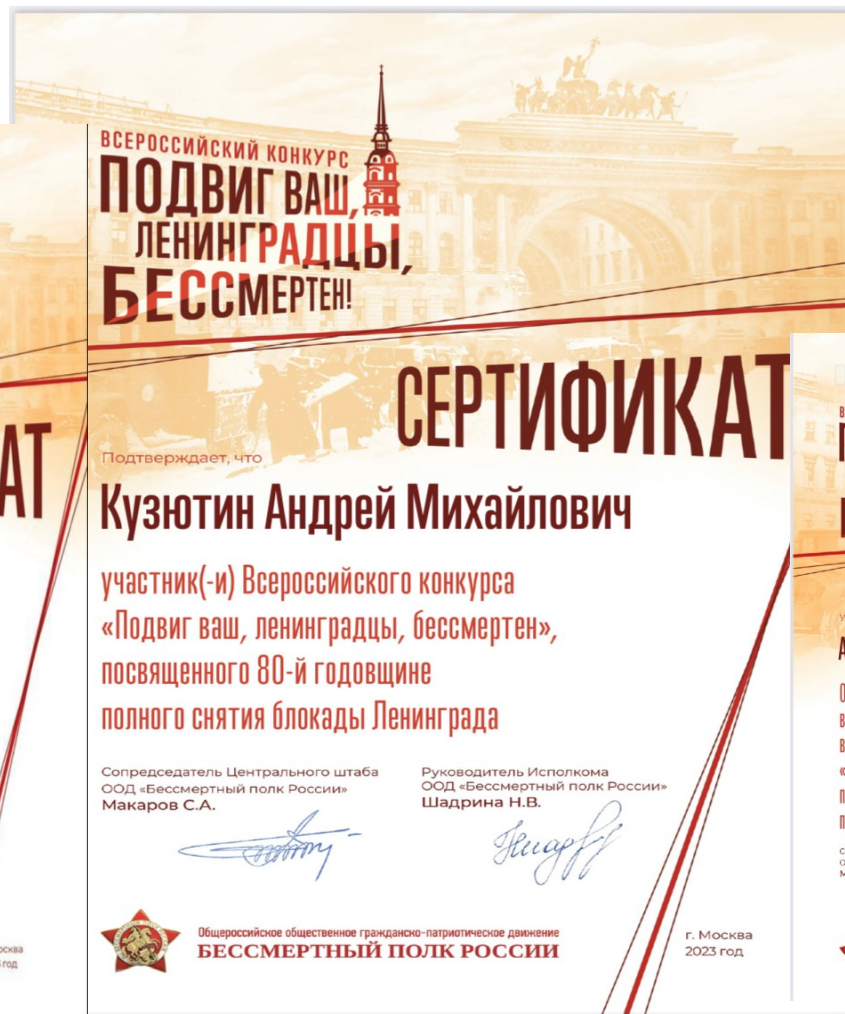 ВСЕРОССИЙСКИЙ КОНКУРС
ПОДВИГ ВАШ,
ЛЕНИНГРАДЦЫ,
БЕССМЕРТЕН!
СЕРТИФИКАТ
Подтверждает, что
Кузютин Андрей Михайлович
участник(-и) Всероссийского конкурса
«Подвиг ваш, ленинградцы, бессмертен»,
посвященного 80-й годовщине
полного снятия блокады Ленинграда
Сопредседатель Центрального штаба
ООД «Бессмертный полк России»
Макаров С.А.
Руководитель Исполкома
ООД «Бессмертный полк России»
Шадрина Н.В.
Общероссийское общественное гражданско-патриотическое движение
БЕССМЕРТНЫЙ ПОЛК РОССИИ
г. Москва
2023 год